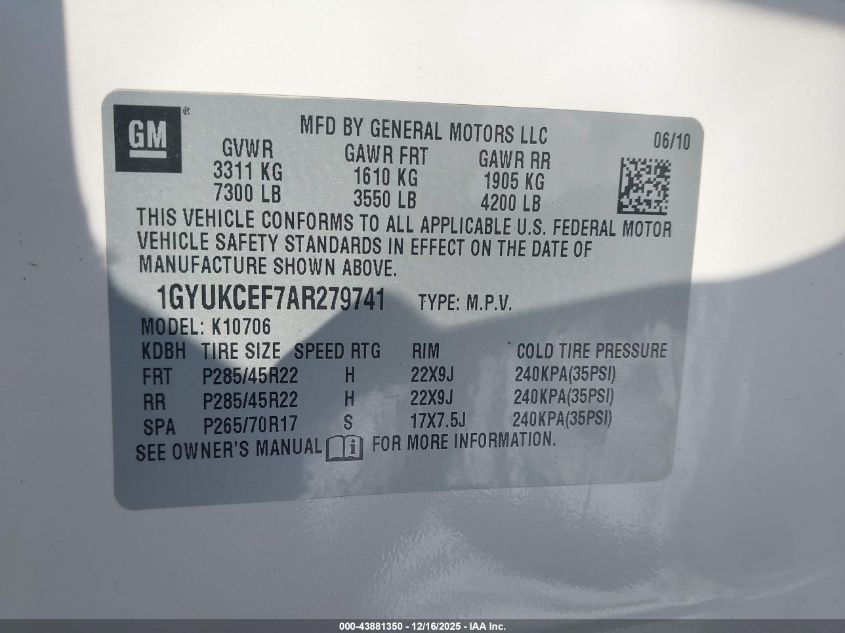 GM®
MFD BY GENERAL MOTORS LLC
06/10
GVWR GAWR FRT GAWR RR
3311 KG 1610 KG 1905 KG
7300 LB 3550 LB 4200 LB
THIS VEHICLE CONFORMS TO ALL APPLICABLE U.S. FEDERAL MOTOR
VEHICLE SAFETY STANDARDS IN EFFECT ON THE DATE OF
MANUFACTURE SHOWN ABOVE.
1GYUKCEF7AR279741 TYPE: M.P.V.
MODEL: K10706
KDBH TIRE SIZE SPEED RTG RIM COLD TIRE PRESSURE
FRT P285/45R22 H 22X9J 240KPA(35PSI)
RR P285/45R22 H 22X9J 240KPA(35PSI)
SPA P265/70R17 S 17X7.5J 240KPA(35PSI)
SEE OWNER'S MANUAL i FOR MORE INFORMATION.
000-43881350 - 12/16/2025 - IAA Inc.